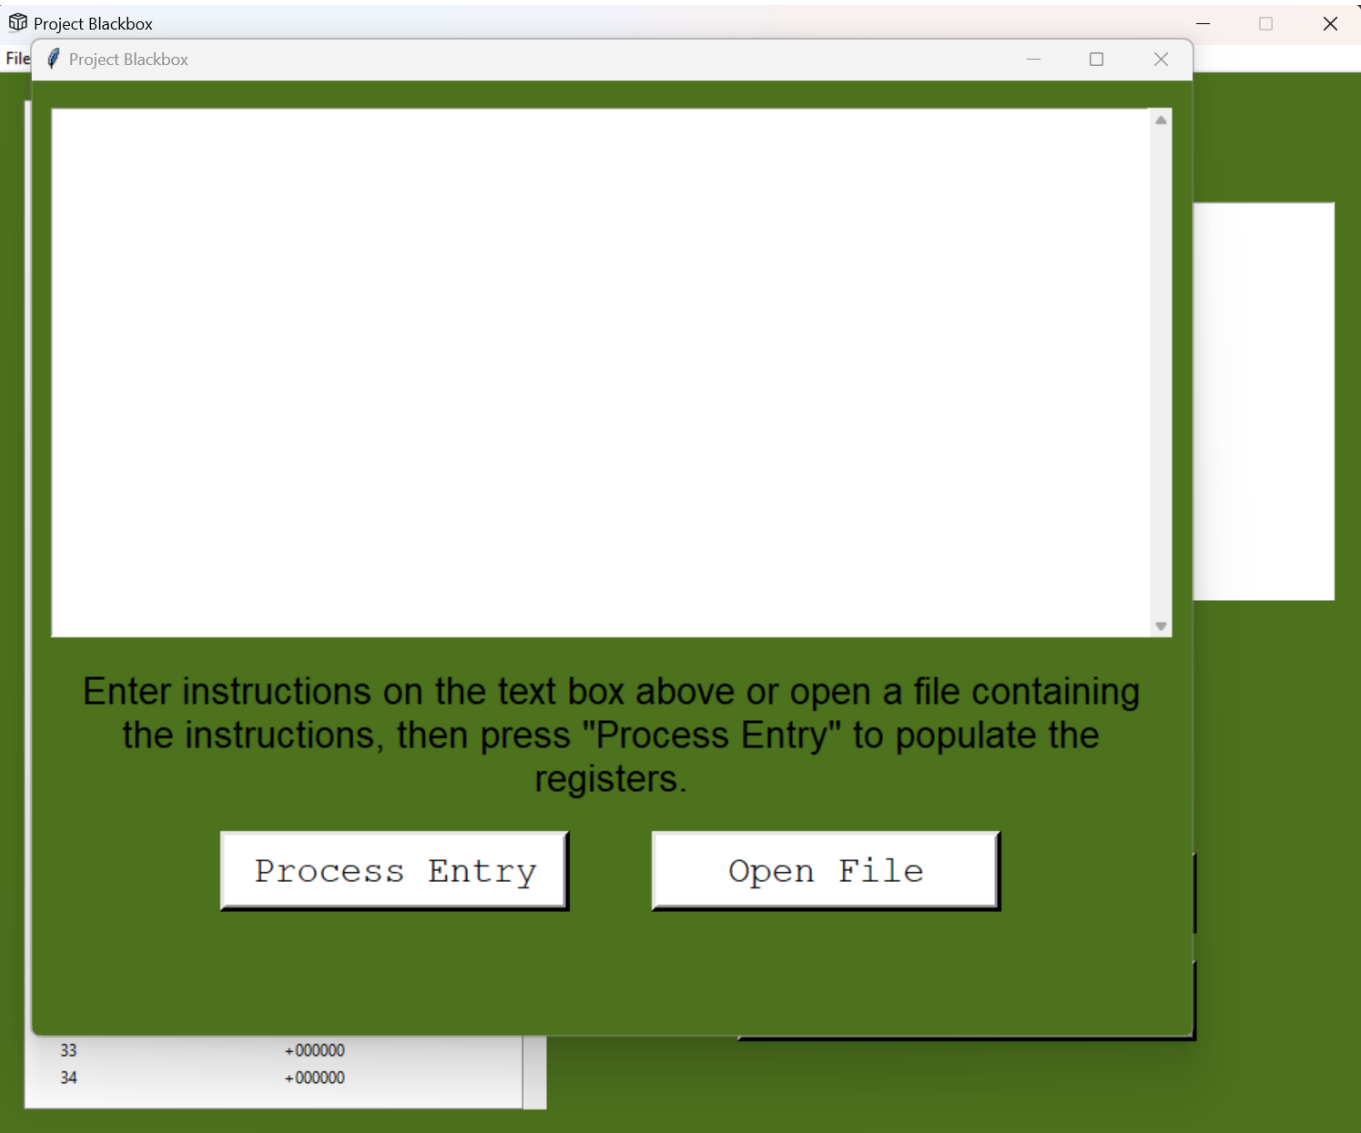 Project Blackbox
File
Project Blackbox
Enter instructions on the text box above or open a file containing
the instructions, then press "Process Entry" to populate the
registers.
Process Entry
Open File
33 +000000
34 +000000